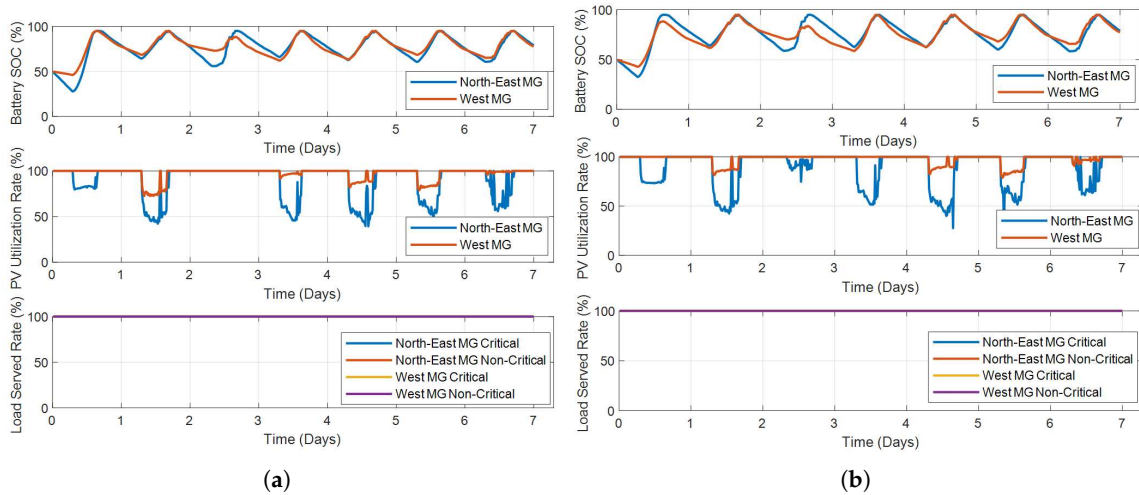 Battery SOC (%)
100
50
0
0 1 2 3 4 5 6 7
Time (Days)
North-East MG
West MG
PV Utilization Rate (%)
100
50
0
0 1 2 3 4 5 6 7
Time (Days)
North-East MG
West MG
Load Served Rate (%)
100
50
0
0 1 2 3 4 5 6 7
Time (Days)
North-East MG Critical
North-East MG Non-Critical
West MG Critical
West MG Non-Critical
(a)
Battery SOC (%)
100
50
0
0 1 2 3 4 5 6 7
Time (Days)
North-East MG
West MG
PV Utilization Rate (%)
100
50
0
0 1 2 3 4 5 6 7
Time (Days)
North-East MG
West MG
Load Served Rate (%)
100
50
0
0 1 2 3 4 5 6 7
Time (Days)
North-East MG Critical
North-East MG Non-Critical
West MG Critical
West MG Non-Critical
(b)